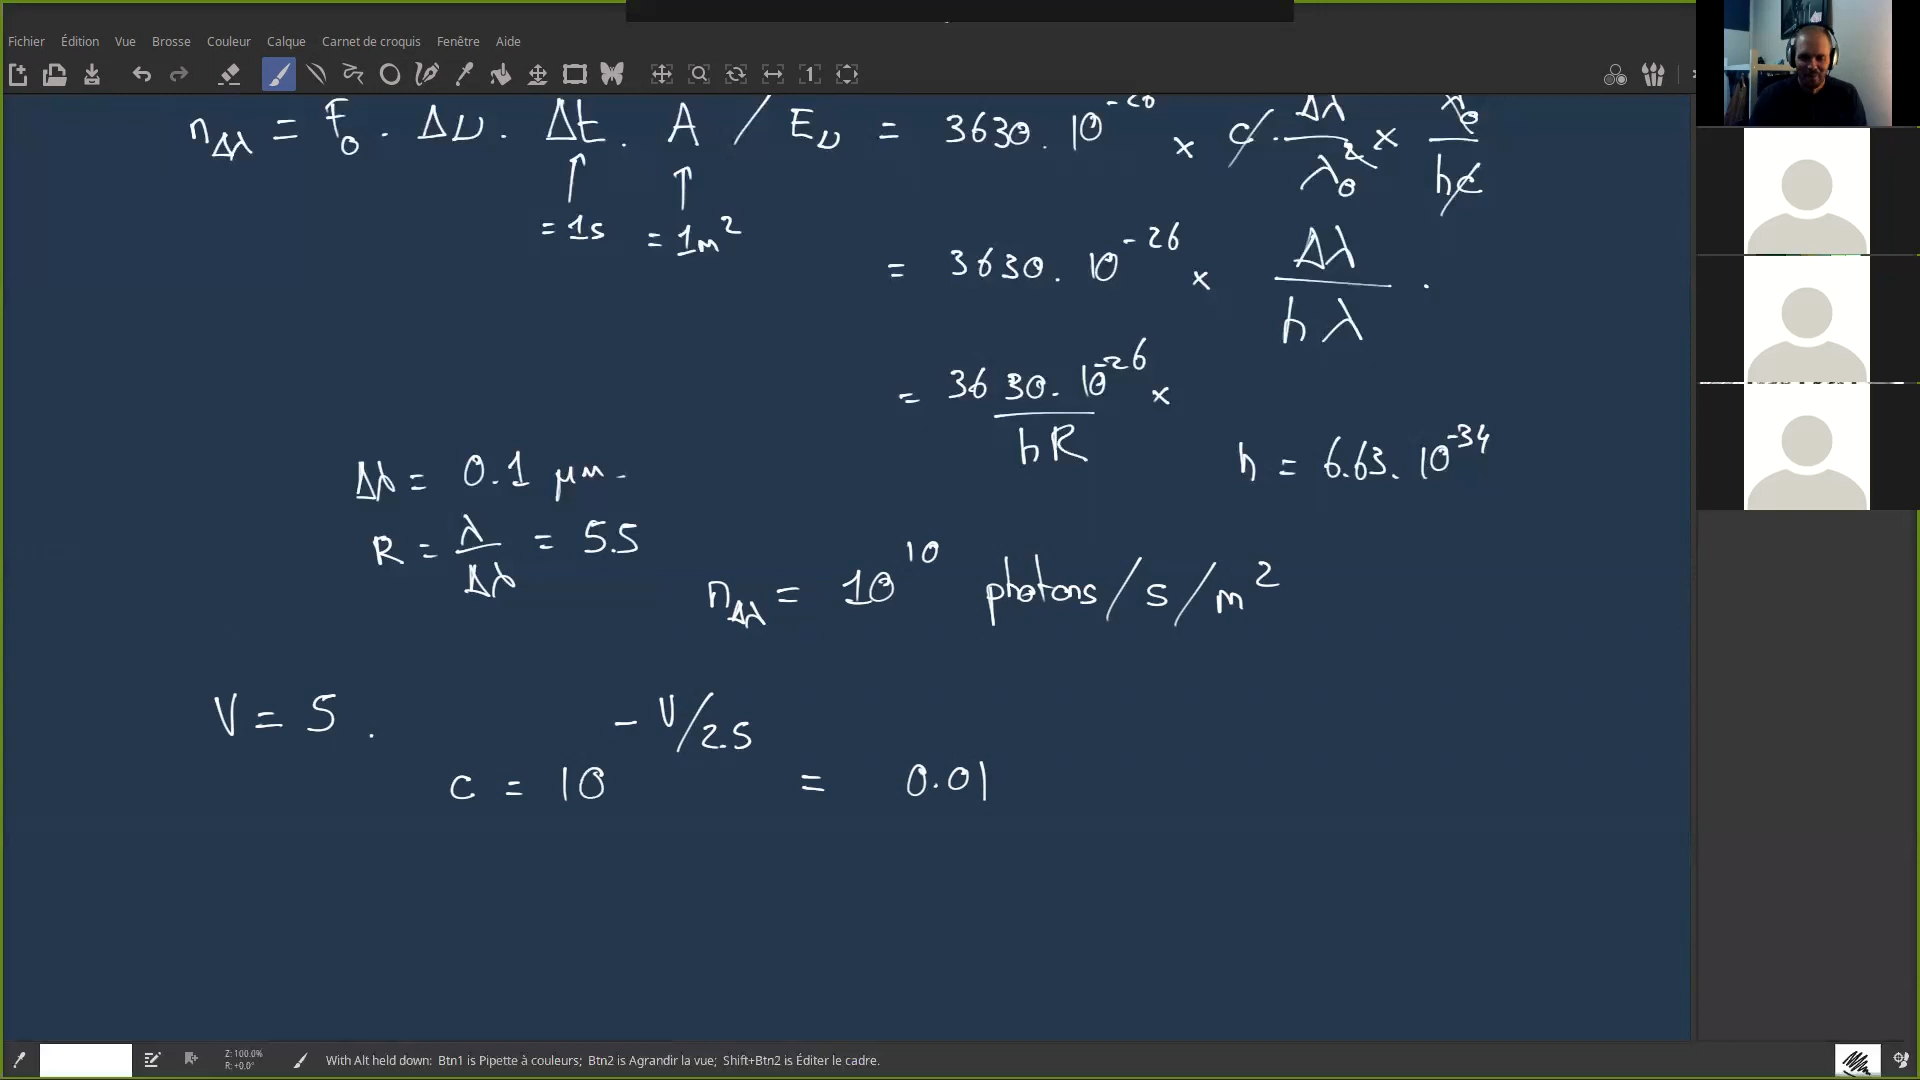 Fichier Édition Vue Brosse Couleur Calque Carnet de croquis Fenêtre Aide
n_Δλ = F_0 . Δν . Δt . A / E_ν = 3630 . 10^-26 × c . Δλ / λ_0^2 × λ_0 / hc
= 1s = 1m^2
= 3630 . 10^-26 × Δλ / hλ .
= 3630 . 10^-26 / hR ×
h = 6.63 . 10^-34
Δλ = 0.1 μm .
R = λ / Δλ = 5.5
n_Δλ = 10^10 photons/s/m^2
V = 5 .
c = 10^-V/2.5 = 0.01
Z: 100.0%
R: +0.0°
With Alt held down: Btn1 is Pipette à couleurs; Btn2 is Agrandir la vue; Shift+Btn2 is Éditer le cadre.